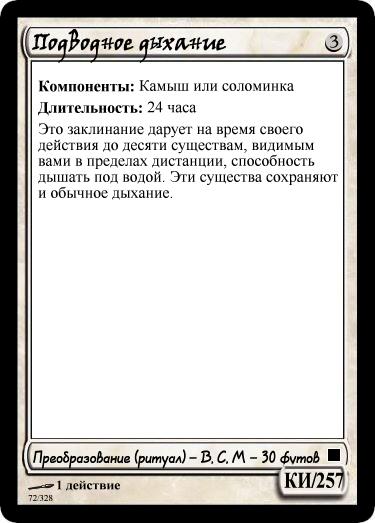 Подводное дыхание 3
Компоненты: Камыш или соломинка
Длительность: 24 часа
Это заклинание дарует на время своего
действия до десяти существам, видимым
вами в пределах дистанции, способность
дышать под водой. Эти существа сохраняют
и обычное дыхание.
Преобразование (ритуал) – В, С, М – 30 футов
КИ/257
1 действие
72/328